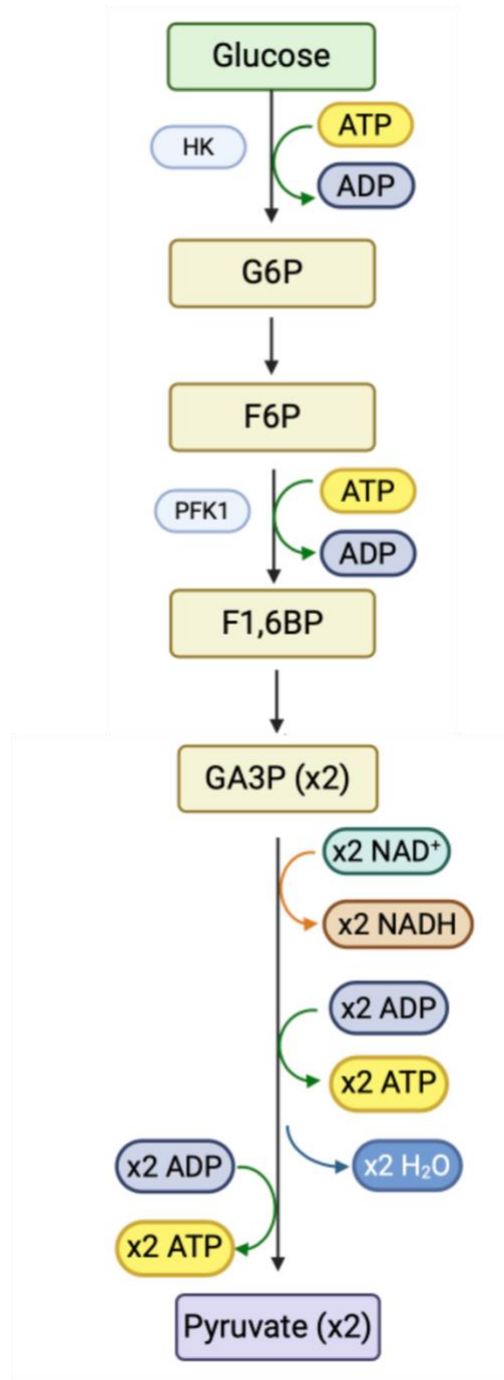 Glucose
ATP
HK
ADP
G6P
F6P
ATP
PFK1
ADP
F1,6BP
GA3P (x2)
x2 NAD⁺
x2 NADH
x2 ADP
x2 ATP
x2 ADP
x2 H₂O
x2 ATP
Pyruvate (x2)